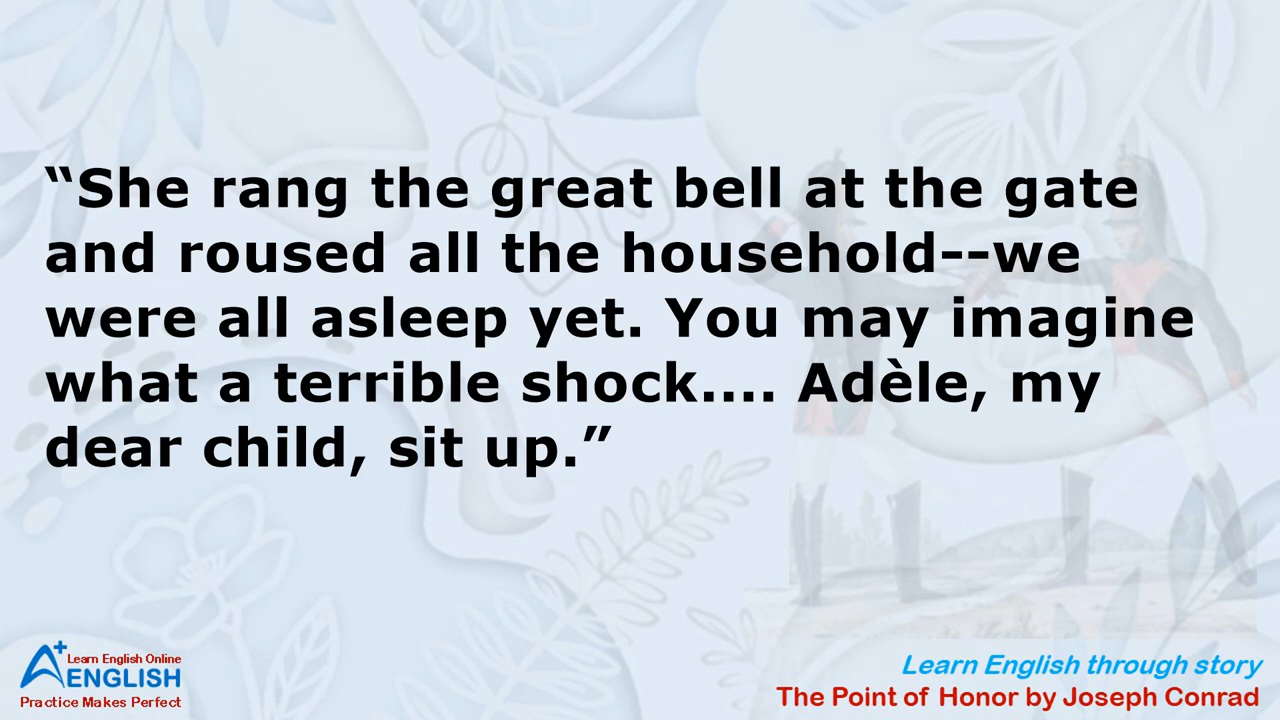 “She rang the great bell at the gate
and roused all the household--we
were all asleep yet. You may imagine
what a terrible shock.... Adèle, my
dear child, sit up.”
A+ Learn English Online
ENGLISH
Practice Makes Perfect
Learn English through story
The Point of Honor by Joseph Conrad